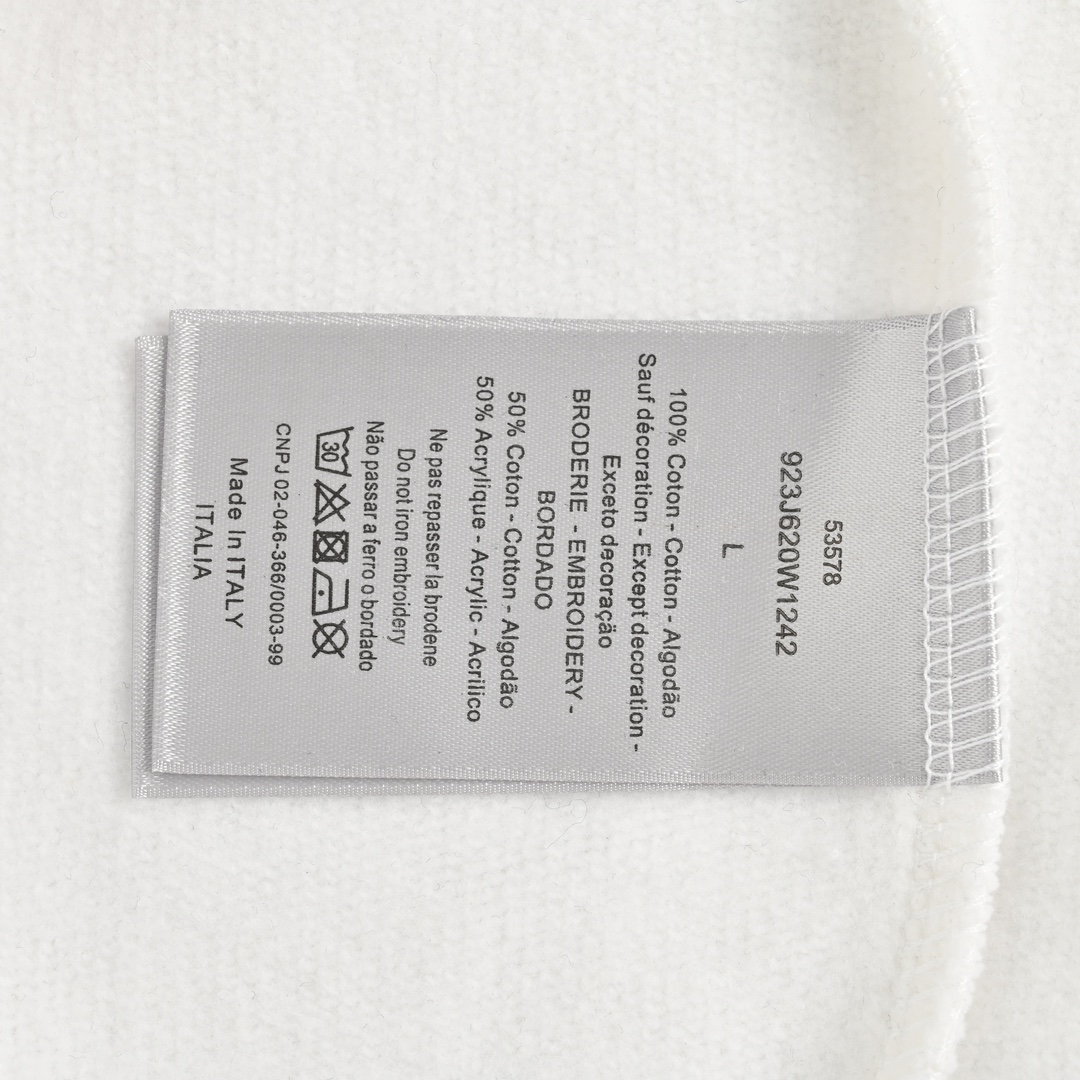 53578
923J620W1242
L
100% Coton - Cotton - Algodão
Sauf décoration - Except decoration -
Exceto decoração
BRODERIE - EMBROIDERY -
BORDADO
50% Coton - Cotton - Algodão
50% Acrylique - Acrylic - Acrilico
Ne pas repasser la brodene
Do not iron embroidery
Não passar a ferro o bordado
30
CNPJ 02-046-366/0003-99
Made In ITALY
ITALIA